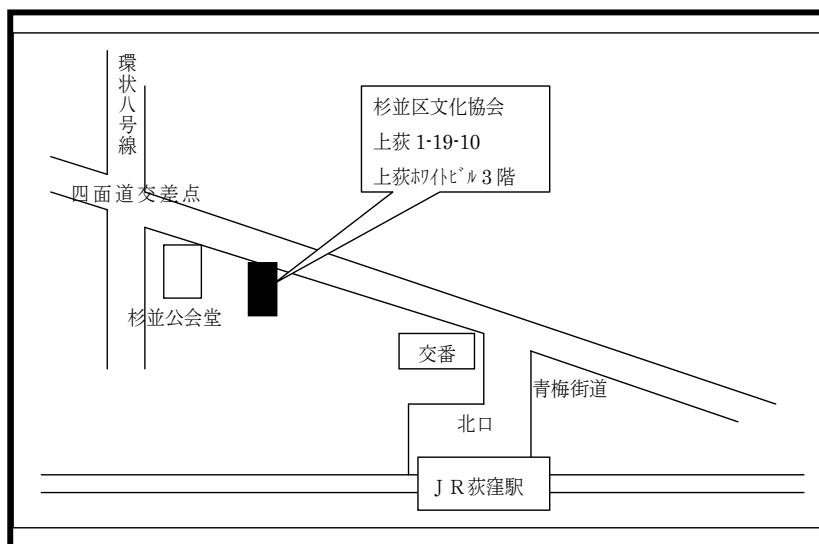 環状八号線
杉並区文化協会
上荻 1-19-10
上荻ﾎﾜｲﾄﾋﾞﾙ 3 階
四面道交差点
杉並公会堂
交番
青梅街道
北口
ＪＲ荻窪駅